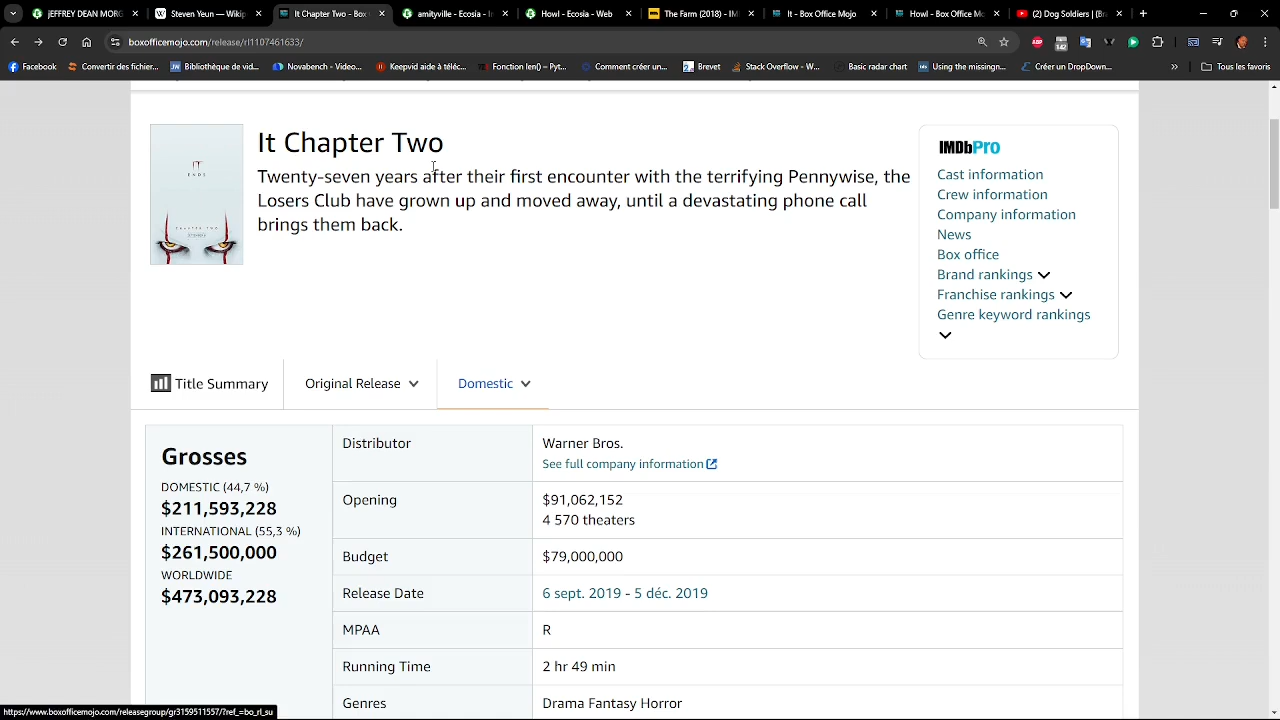 jEFFREY DEAN MORG
Steven Yeun — Wikip
It Chapter Two - Box O
amityville - Ecosia - In
Howl - Ecosia - Web
The Farm (2018) - IM
It - Box Office Mojo
Howl - Box Office M
(2) Dog Soldiers | (B
boxofficemojo.com/release/rl1107461633/
Facebook
Convertir des fichier...
Bibliothèque de vid...
Novabench - Video...
Keepvid aide à téléc...
Fonction len() – Pyt...
Comment créer un...
Stack Overflow - W...
Basic radar chart
Using the misningn...
Créer un DropDown...
Tous les favoris
It Chapter Two
Twenty-seven years after their first encounter with the terrifying Pennywise, the
Losers Club have grown up and moved away, until a devastating phone call
brings them back.
IT
ENDS
CHAPTER TWO
IMDbPro
Cast information
Crew information
Company information
News
Box office
Brand rankings
Franchise rankings
Genre keyword rankings
Title Summary
Original Release
Domestic
Grosses
DOMESTIC (44,7 %)
$211,593,228
INTERNATIONAL (55,3 %)
$261,500,000
WORLDWIDE
$473,093,228
Distributor
Warner Bros.
See full company information
Opening
$91,062,152
4 570 theaters
Budget
$79,000,000
Release Date
6 sept. 2019 - 5 déc. 2019
MPAA
R
Running Time
2 hr 49 min
Genres
Drama Fantasy Horror
https://www.boxofficemojo.com/releasegroup/gr3159511557/?ref_=bo_rl_su